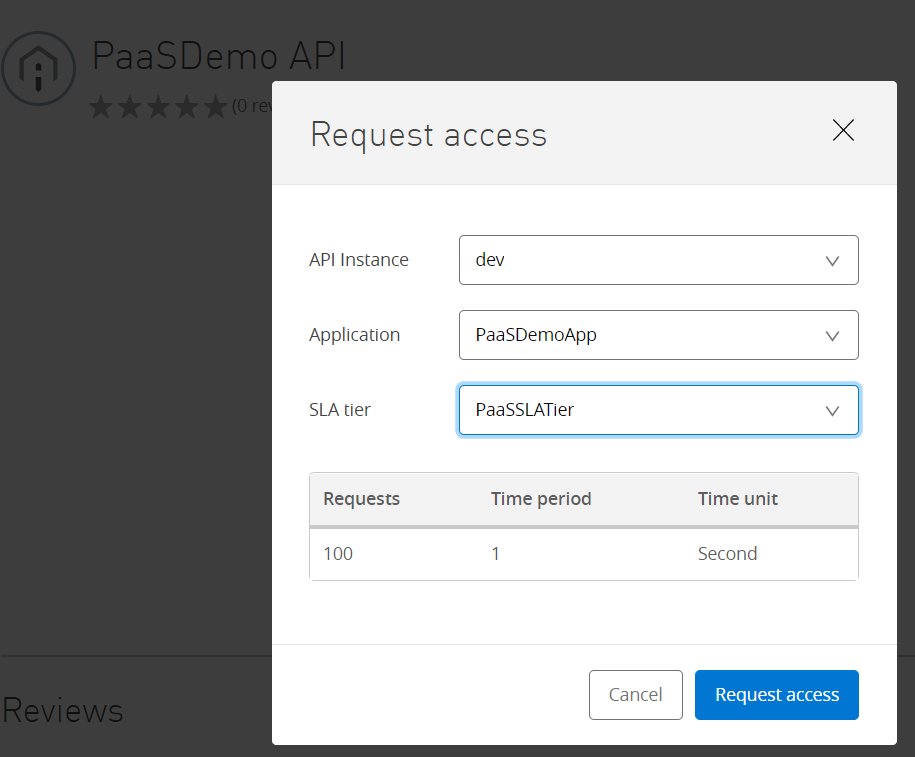 PaaSDemo API
(0 rev
Request access
API Instance dev
Application PaaSDemoApp
SLA tier PaaSSLATier
Requests Time period Time unit
100 1 Second
Cancel Request access
Reviews